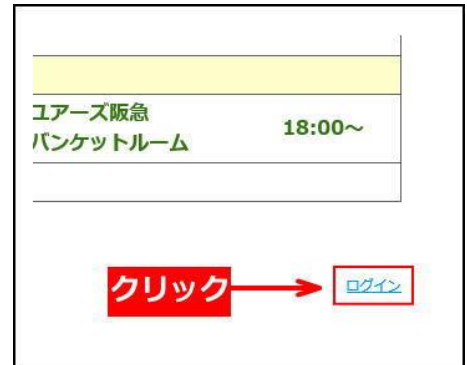 ユアーズ阪急
バンケットルーム
18:00～
クリック
ログイン